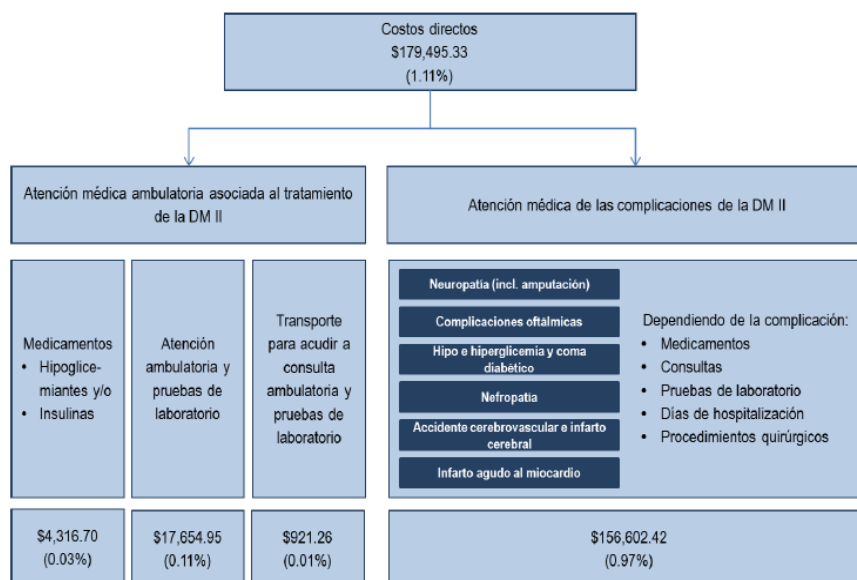 Costos directos
$179,495.33
(1.11%)
Atención médica ambulatoria asociada al tratamiento
de la DM II
Atención médica de las complicaciones de la DM II
Medicamentos
• Hipoglice-
miantes y/o
• Insulinas
Atención
ambulatoria y
pruebas de
laboratorio
Transporte
para acudir a
consulta
ambulatoria y
pruebas de
laboratorio
Neuropatía (incl. amputación)
Complicaciones oftálmicas
Hipo e hiperglicemia y coma
diabético
Nefropatía
Accidente cerebrovascular e infarto
cerebral
Infarto agudo al miocardio
Dependiendo de la complicación:
• Medicamentos
• Consultas
• Pruebas de laboratorio
• Días de hospitalización
• Procedimientos quirúrgicos
$4,316.70
(0.03%)
$17,654.95
(0.11%)
$921.26
(0.01%)
$156,602.42
(0.97%)